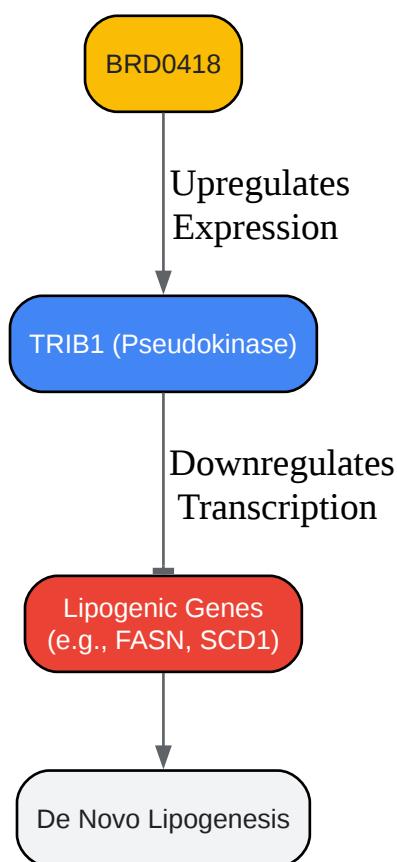 BRD0418
Upregulates
Expression
TRIB1 (Pseudokinase)
Downregulates
Transcription
Lipogenic Genes
(e.g., FASN, SCD1)
De Novo Lipogenesis